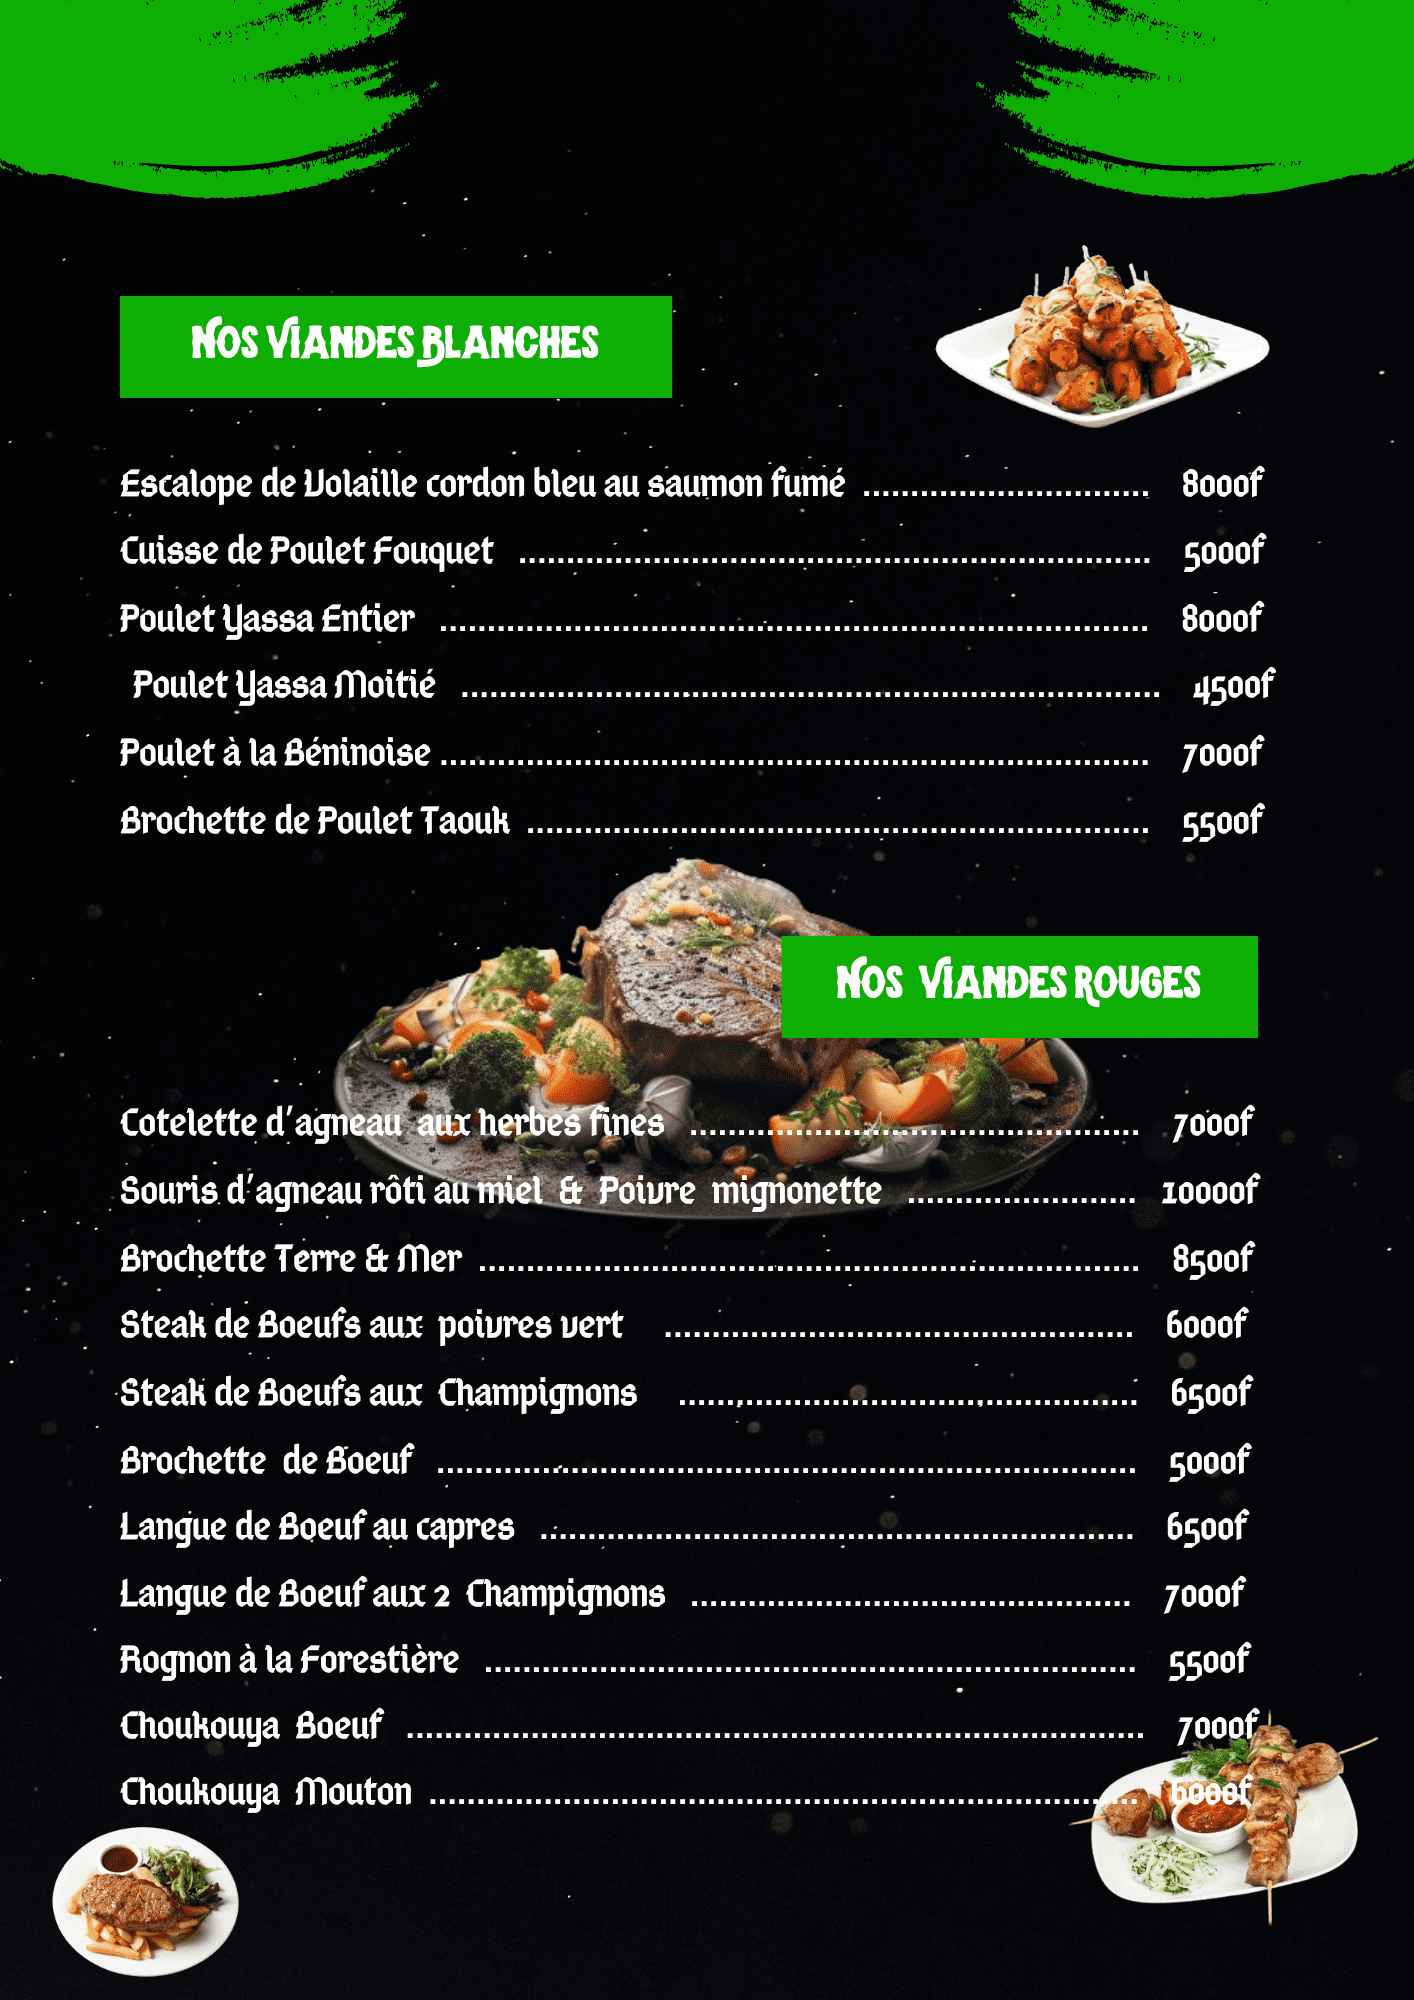 Nos Viandes Blanches
Escalope de Volaille cordon bleu au saumon fumé .............................. 8000f
Cuisse de Poulet Fouquet .................................................................. 5000f
Poulet Yassa Entier .......................................................................... 8000f
Poulet Yassa Moitié ......................................................................... 4500f
Poulet à la Béninoise .......................................................................... 7000f
Brochette de Poulet Taouk ................................................................. 5500f
Nos Viandes Rouges
Cotelette d'agneau aux herbes fines ............................................... 7000f
Souris d'agneau rôti au miel & Poivre mignonette ........................ 10000f
Brochette Terre & Mer ..................................................................... 8500f
Steak de Boeufs aux poivres vert ................................................. 6000f
Steak de Boeufs aux Champignons ................................................ 6500f
Brochette de Boeuf ......................................................................... 5000f
Langue de Boeuf au capres .............................................................. 6500f
Langue de Boeuf aux 2 Champignons .............................................. 7000f
Rognon à la Forestière .................................................................... 5500f
Choukouya Boeuf ............................................................................. 7000f
Choukouya Mouton .......................................................................... 6000f